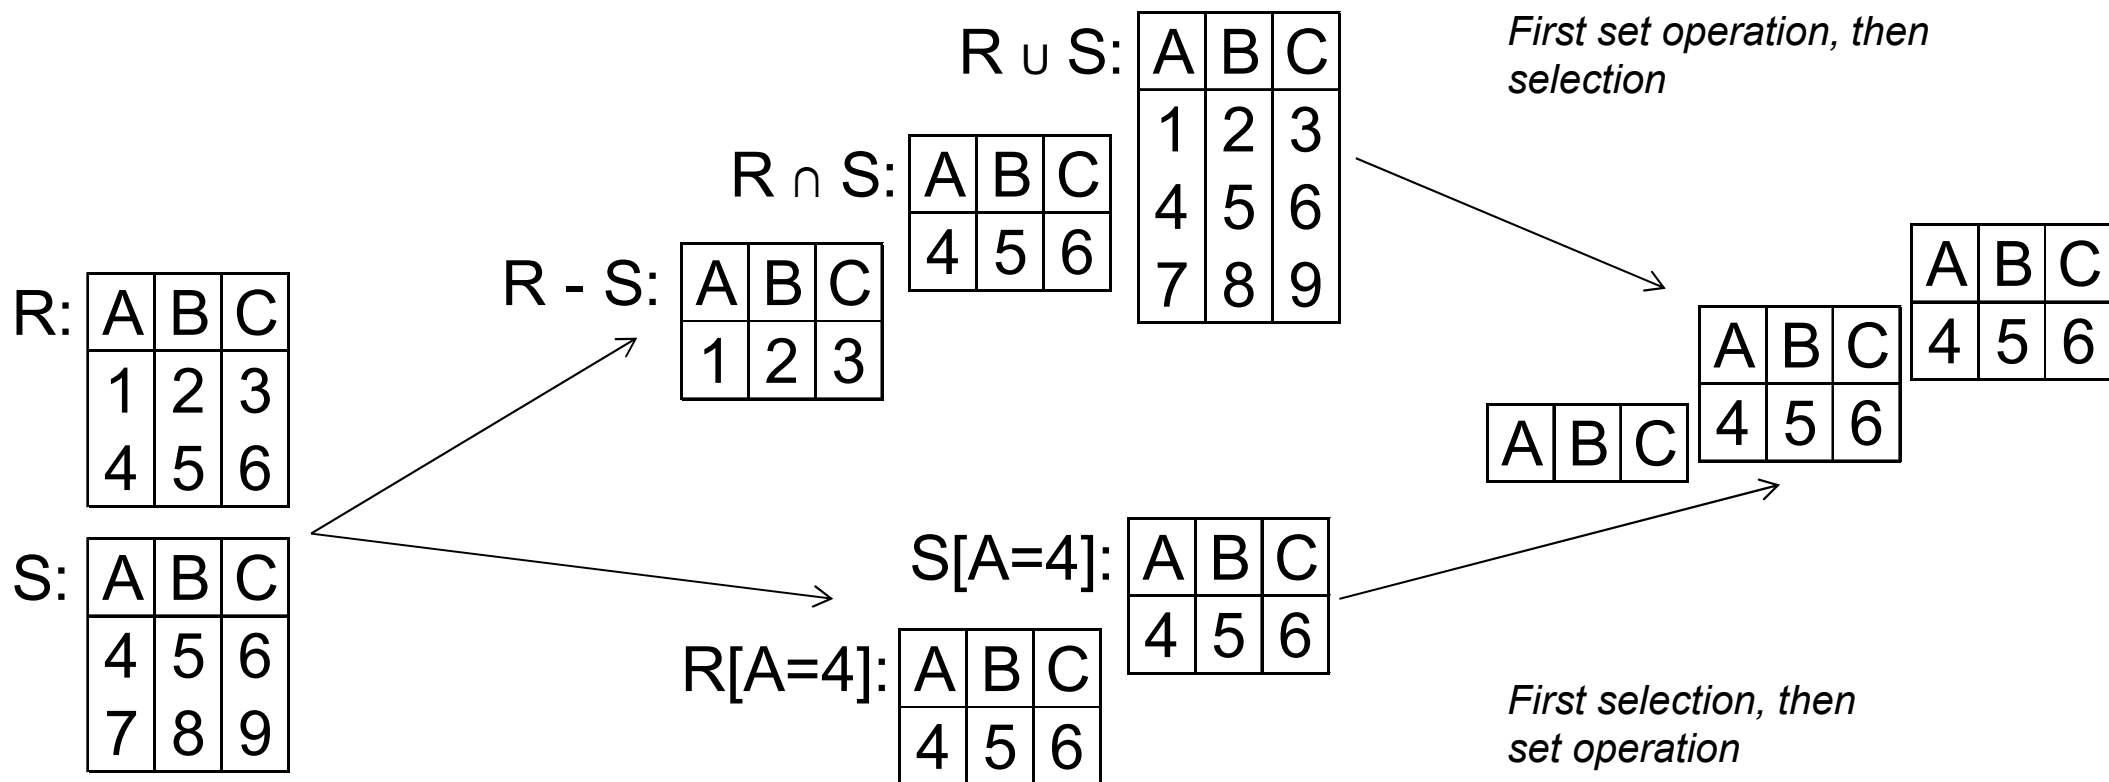 R:
A B C
1 2 3
4 5 6
S:
A B C
4 5 6
7 8 9
R - S:
A B C
1 2 3
R ∩ S:
A B C
4 5 6
R ∪ S:
A B C
1 2 3
4 5 6
7 8 9
First set operation, then
selection
R[A=4]:
A B C
4 5 6
S[A=4]:
A B C
4 5 6
A B C
A B C
4 5 6
A B C
4 5 6
First selection, then
set operation